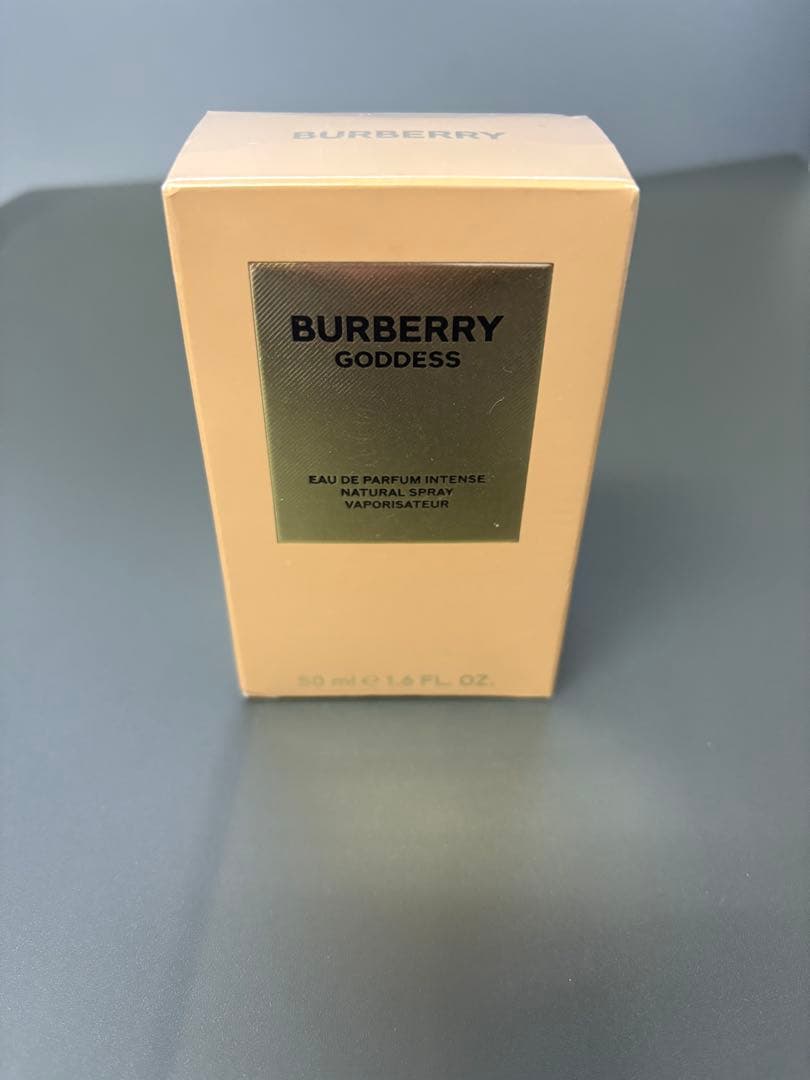 BURBERRY
BURBERRY
GODDESS
EAU DE PARFUM INTENSE
NATURAL SPRAY
VAPORISATEUR
50 ml ℮ 1.6 FL. OZ.